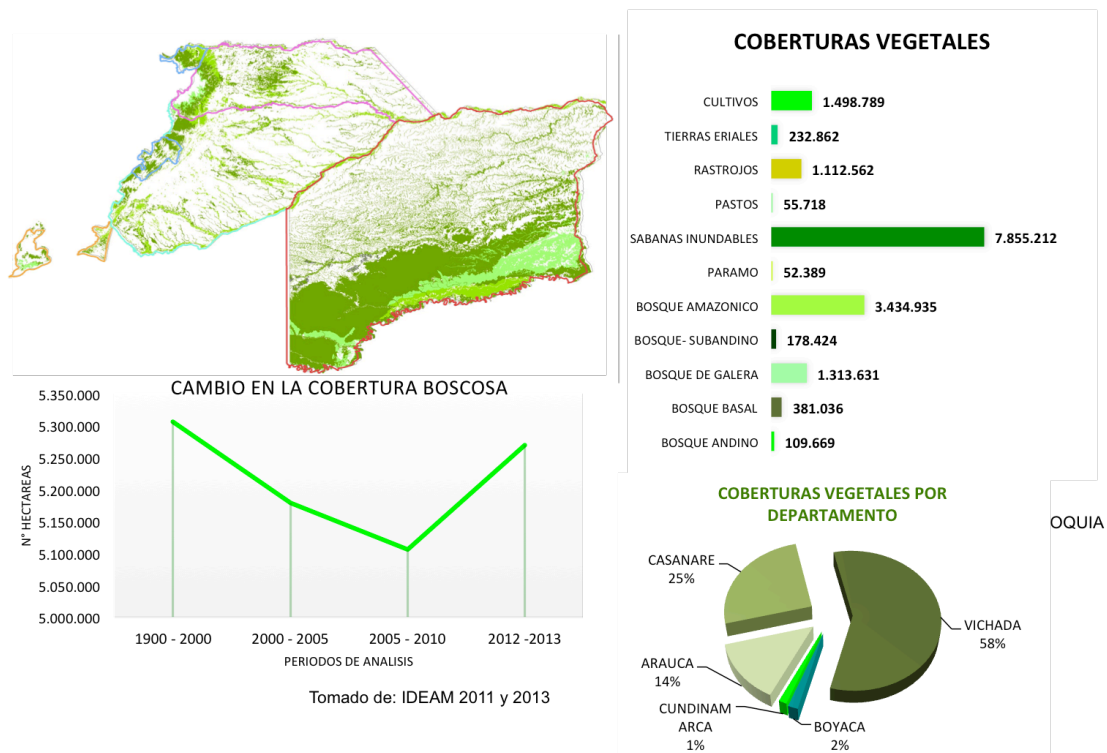 COBERTURAS VEGETALES
CULTIVOS 1.498.789
TIERRAS ERIALES 232.862
RASTROJOS 1.112.562
PASTOS 55.718
SABANAS INUNDABLES 7.855.212
PARAMO 52.389
BOSQUE AMAZONICO 3.434.935
BOSQUE- SUBANDINO 178.424
BOSQUE DE GALERA 1.313.631
BOSQUE BASAL 381.036
BOSQUE ANDINO 109.669
CAMBIO EN LA COBERTURA BOSCOSA
N° HECTAREAS
5.350.000
5.300.000
5.250.000
5.200.000
5.150.000
5.100.000
5.050.000
5.000.000
1900 - 2000 2000 - 2005 2005 - 2010 2012 -2013
PERIODOS DE ANALISIS
Tomado de: IDEAM 2011 y 2013
COBERTURAS VEGETALES POR
DEPARTAMENTO
OQUIA
CASANARE
25%
VICHADA
58%
ARAUCA
14%
CUNDINAM
ARCA
1%
BOYACA
2%